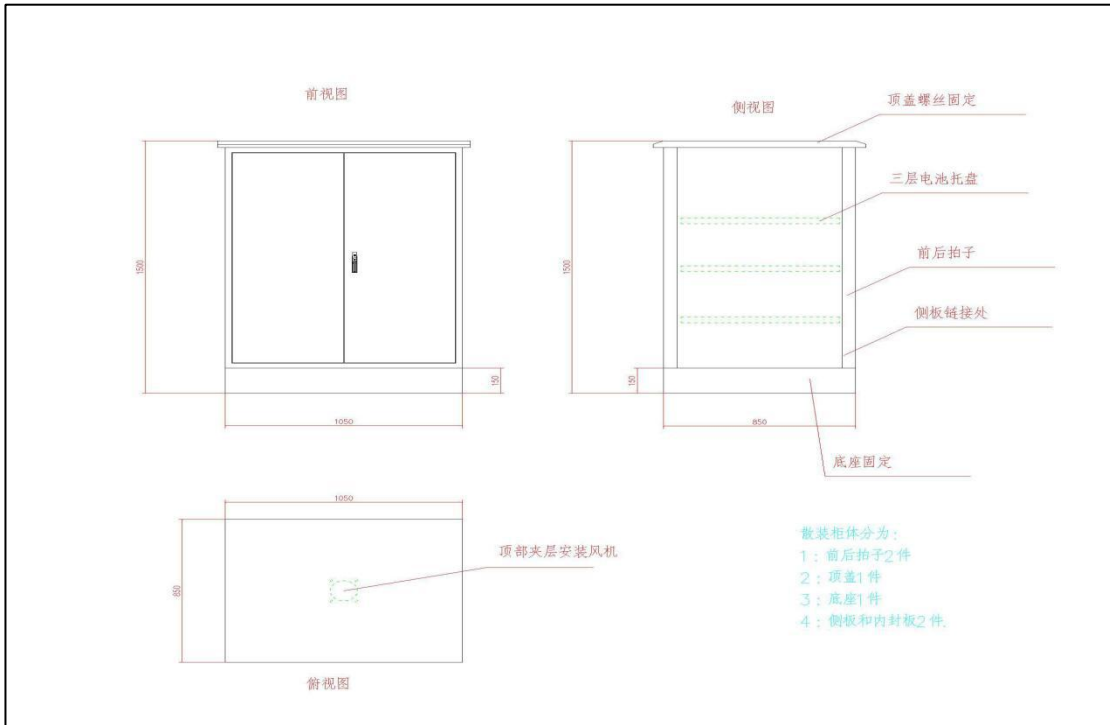 前视图
侧视图
顶盖螺丝固定
三层电池托盘
前后拍子
侧板链接处
底座固定
1500
150
1050
1500
150
850
1050
850
顶部夹层安装风机
俯视图
散装柜体分为：
1：前后拍子2件
2：顶盖1件
3：底座1件
4：侧板和内封板2件.